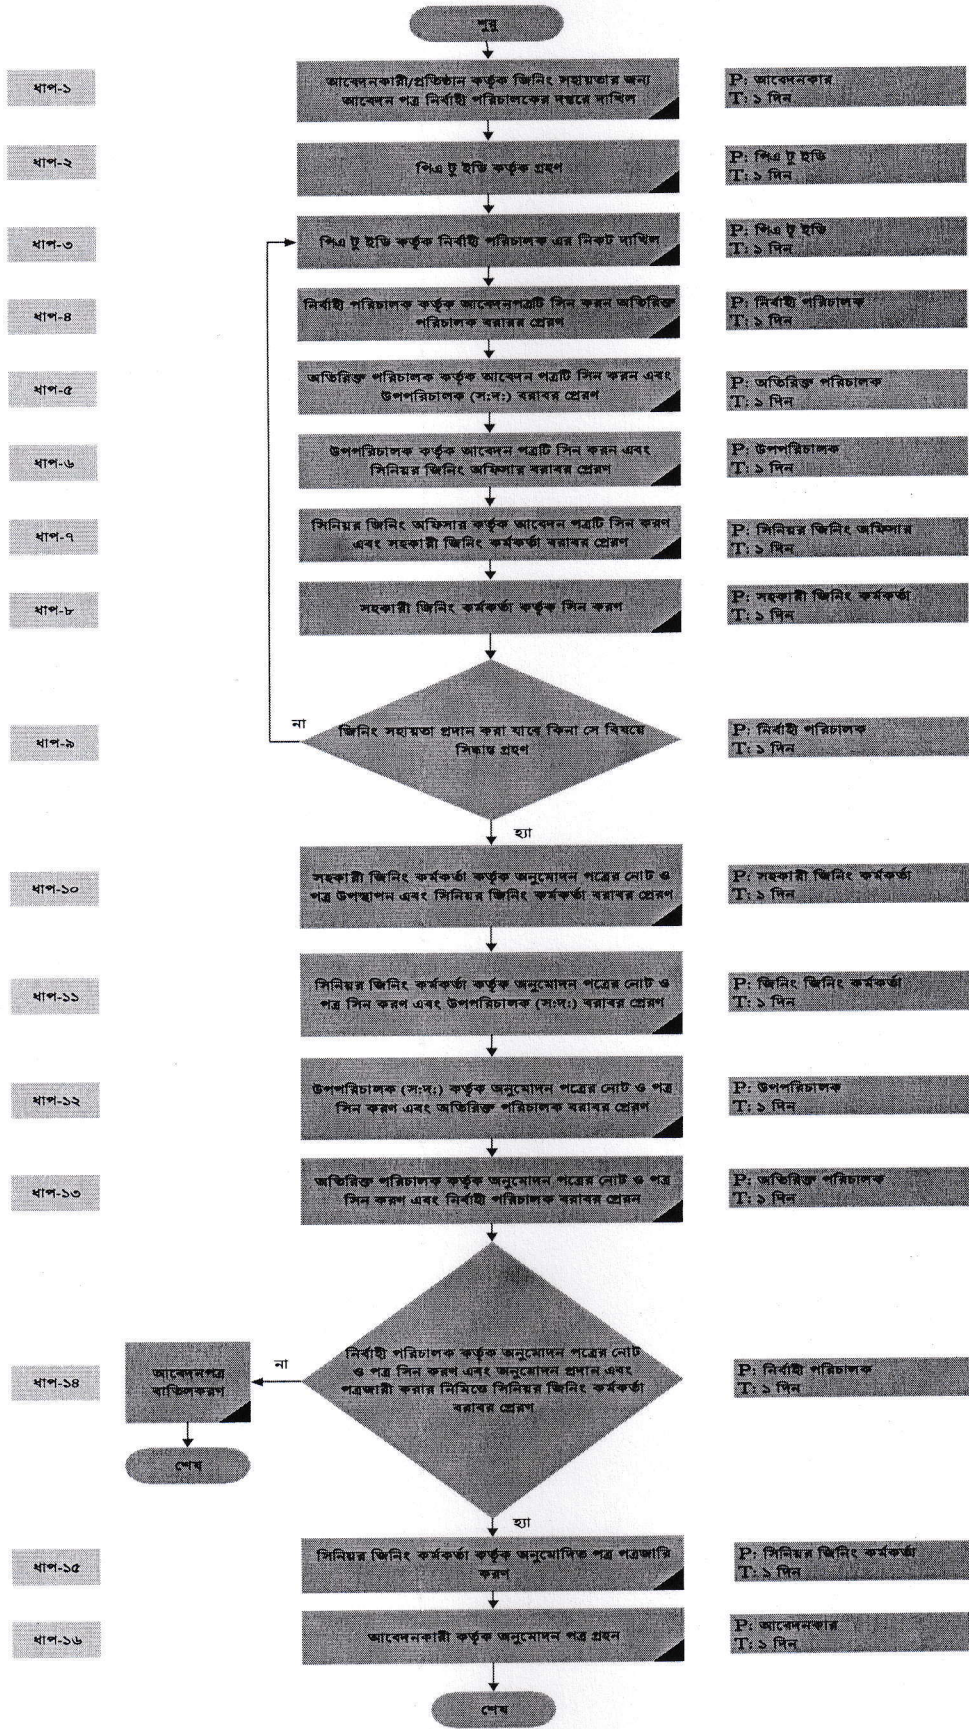 শুরু
ধাপ-১
আবেদনকারী/প্রতিষ্ঠান কর্তৃক জিনিং সহায়তার জন্য
আবেদন পত্র নির্বাহী পরিচালকের দপ্তরে দাখিল
P: আবেদনকার
T: ১ দিন
ধাপ-২
পিএ টু ইডি কর্তৃক গ্রহণ
P: পিএ টু ইডি
T: ১ দিন
ধাপ-৩
পিএ টু ইডি কর্তৃক নির্বাহী পরিচালক এর নিকট দাখিল
P: পিএ টু ইডি
T: ১ দিন
ধাপ-৪
নির্বাহী পরিচালক কর্তৃক আবেদনপত্রটি সিন করন অতিরিক্ত
পরিচালক বরাবর প্রেরণ
P: নির্বাহী পরিচালক
T: ১ দিন
ধাপ-৫
অতিরিক্ত পরিচালক কর্তৃক আবেদন পত্রটি সিন করন এবং
উপপরিচালক (স:দ:) বরাবর প্রেরণ
P: অতিরিক্ত পরিচালক
T: ১ দিন
ধাপ-৬
উপপরিচালক কর্তৃক আবেদন পত্রটি সিন করন এবং
সিনিয়র জিনিং অফিসার বরাবর প্রেরণ
P: উপপরিচালক
T: ১ দিন
ধাপ-৭
সিনিয়র জিনিং অফিসার কর্তৃক আবেদন পত্রটি সিন করণ
এবং সহকারী জিনিং কর্মকর্তা বরাবর প্রেরণ
P: সিনিয়র জিনিং অফিসার
T: ১ দিন
ধাপ-৮
সহকারী জিনিং কর্মকর্তা কর্তৃক সিন করণ
P: সহকারী জিনিং কর্মকর্তা
T: ১ দিন
না
ধাপ-৯
জিনিং সহায়তা প্রদান করা যাবে কিনা সে বিষয়ে
সিদ্ধান্ত গ্রহণ
P: নির্বাহী পরিচালক
T: ১ দিন
হ্যা
ধাপ-১০
সহকারী জিনিং কর্মকর্তা কর্তৃক অনুমোদন পত্রের নোট ও
পত্র উপস্থাপন এবং সিনিয়র জিনিং কর্মকর্তা বরাবর প্রেরণ
P: সহকারী জিনিং কর্মকর্তা
T: ১ দিন
ধাপ-১১
সিনিয়র জিনিং কর্মকর্তা কর্তৃক অনুমোদন পত্রের নোট ও
পত্র সিন করণ এবং উপপরিচালক (স:দ:) বরাবর প্রেরণ
P: জিনিং জিনিং কর্মকর্তা
T: ১ দিন
ধাপ-১২
উপপরিচালক (স:দ:) কর্তৃক অনুমোদন পত্রের নোট ও পত্র
সিন করণ এবং অতিরিক্ত পরিচালক বরাবর প্রেরণ
P: উপপরিচালক
T: ১ দিন
ধাপ-১৩
অতিরিক্ত পরিচালক কর্তৃক অনুমোদন পত্রের নোট ও পত্র
সিন করণ এবং নির্বাহী পরিচালক বরাবর প্রেরন
P: অতিরিক্ত পরিচালক
T: ১ দিন
ধাপ-১৪
আবেদনপত্র
বাতিলকরণ
না
নির্বাহী পরিচালক কর্তৃক অনুমোদন পত্রের নোট
ও পত্র সিন করণ এবং অনুমোদন প্রদান এবং
পত্রজারী করার নিমিত্তে সিনিয়র জিনিং কর্মকর্তা
বরাবর প্রেরণ
P: নির্বাহী পরিচালক
T: ১ দিন
শেষ
হ্যা
ধাপ-১৫
সিনিয়র জিনিং কর্মকর্তা কর্তৃক অনুমোদিত পত্র পত্রজারি
করণ
P: সিনিয়র জিনিং কর্মকর্তা
T: ১ দিন
ধাপ-১৬
আবেদনকারী কর্তৃক অনুমোদন পত্র গ্রহন
P: আবেদনকার
T: ১ দিন
শেষ